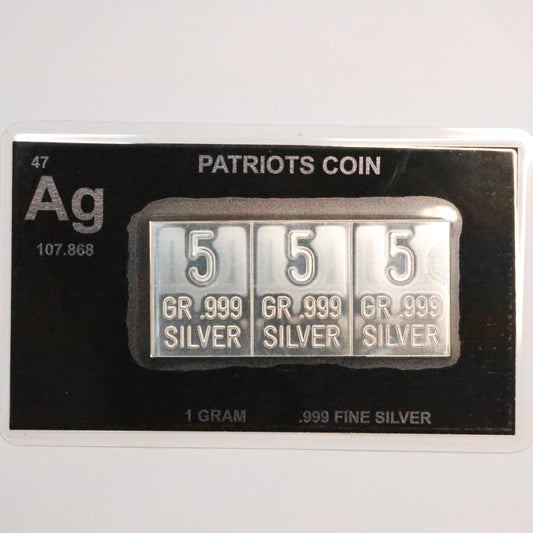 47
Ag
107.868
PATRIOTS COIN
5 5 5
GR .999 GR .999 GR .999
SILVER SILVER SILVER
1 GRAM .999 FINE SILVER